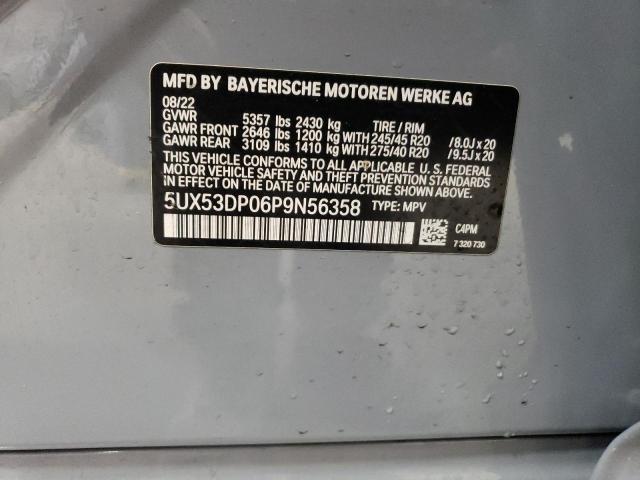 MFD BY BAYERISCHE MOTOREN WERKE AG
08/22
GVWR 5357 lbs 2430 kg TIRE / RIM
GAWR FRONT 2646 lbs 1200 kg WITH 245/45 R20 /8.0J x 20
GAWR REAR 3109 lbs 1410 kg WITH 275/40 R20 /9.5J x 20
THIS VEHICLE CONFORMS TO ALL APPLICABLE U. S. FEDERAL
MOTOR VEHICLE SAFETY, BUMPER, AND THEFT PREVENTION
STANDARDS IN EFFECT ON THE DATE OF MANUFACTURE SHOWN ABOVE.
5UX53DP06P9N56358 TYPE: MPV
C4PM
7 320 730